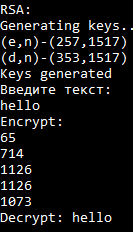 RSA:
Generating keys..
(e,n)-(257,1517)
(d,n)-(353,1517)
Keys generated
Введите текст:
hello
Encrypt:
65
714
1126
1126
1073
Decrypt: hello